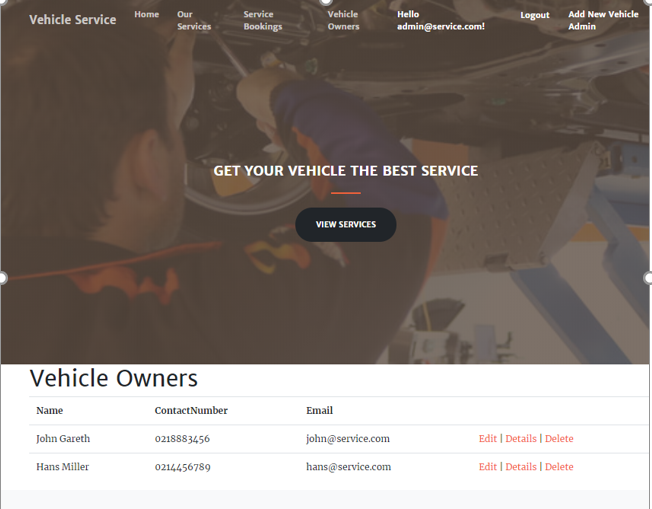 Vehicle Service
Home
Our
Services
Service
Bookings
Vehicle
Owners
Hello
admin@service.com!
Logout
Add New Vehicle
Admin
GET YOUR VEHICLE THE BEST SERVICE
VIEW SERVICES
Vehicle Owners
Name ContactNumber Email
John Gareth 0218883456 john@service.com Edit | Details | Delete
Hans Miller 0214456789 hans@service.com Edit | Details | Delete